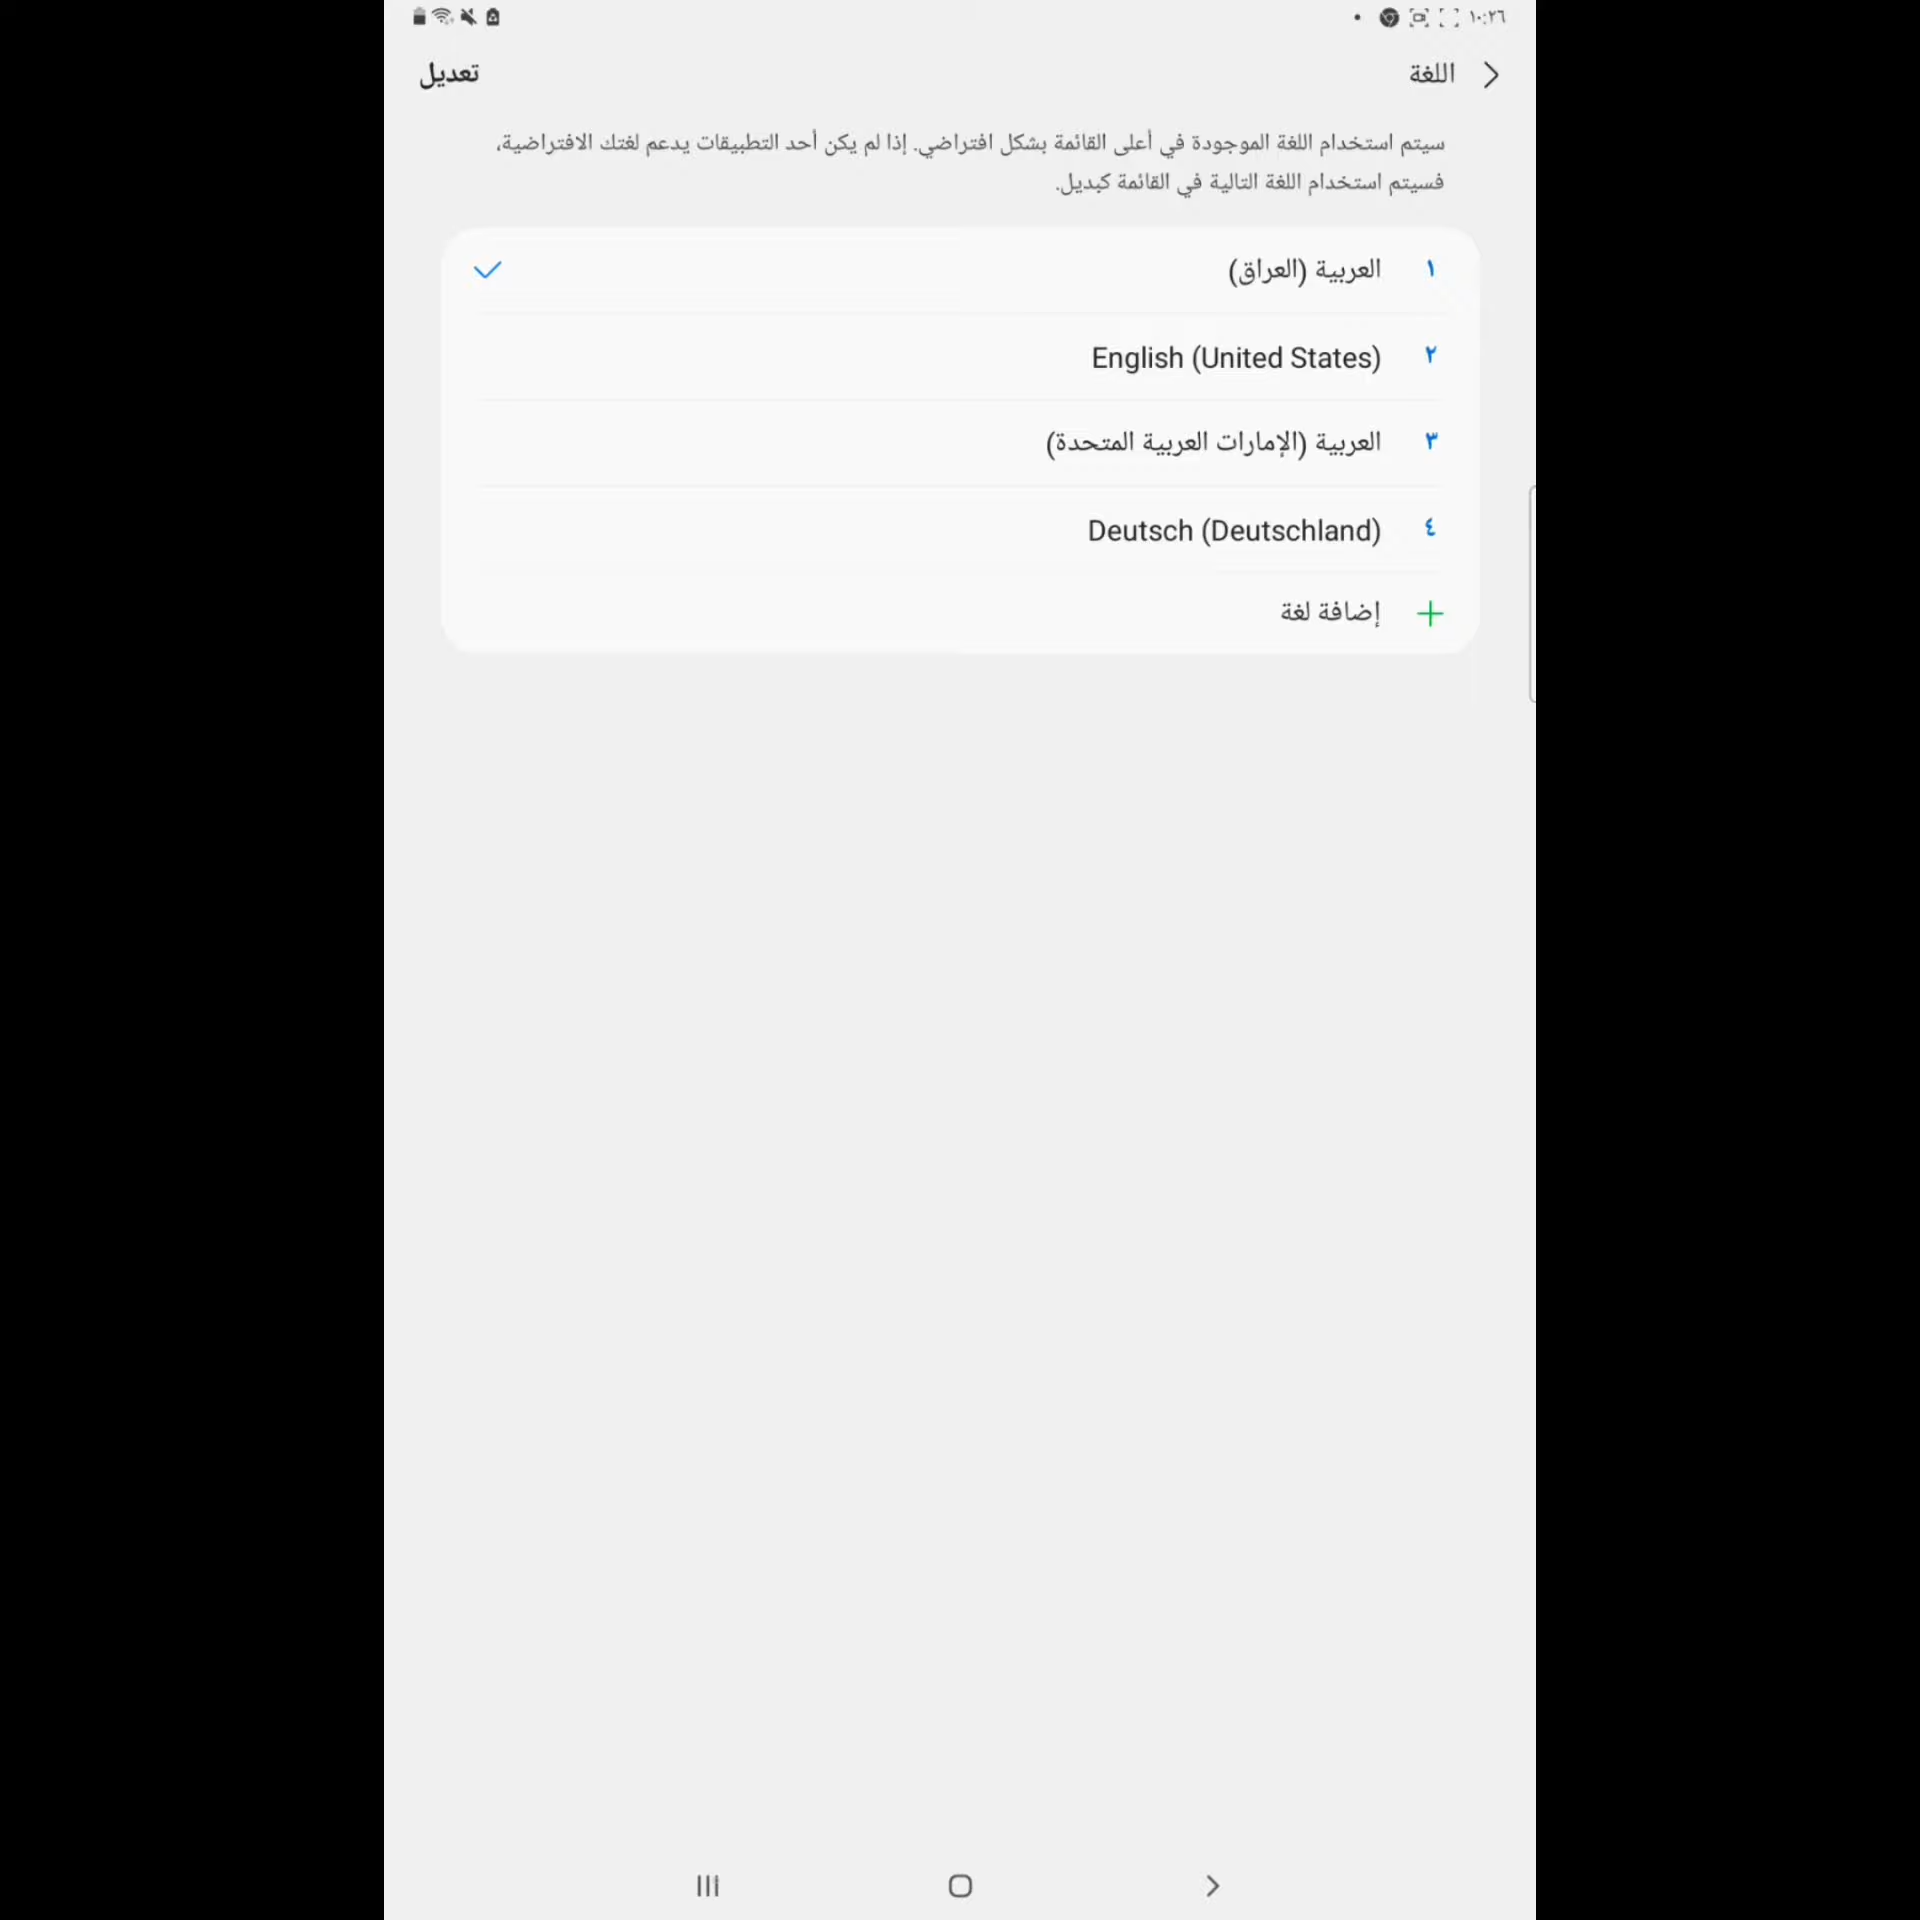 ١٠:٢٦
اللغة
تعديل
سيتم استخدام اللغة الموجودة في أعلى القائمة بشكل افتراضي. إذا لم يكن أحد التطبيقات يدعم لغتك الافتراضية،
فسيتم استخدام اللغة التالية في القائمة كبديل.
١ العربية (العراق)
٢ English (United States)
٣ العربية (الإمارات العربية المتحدة)
٤ Deutsch (Deutschland)
إضافة لغة